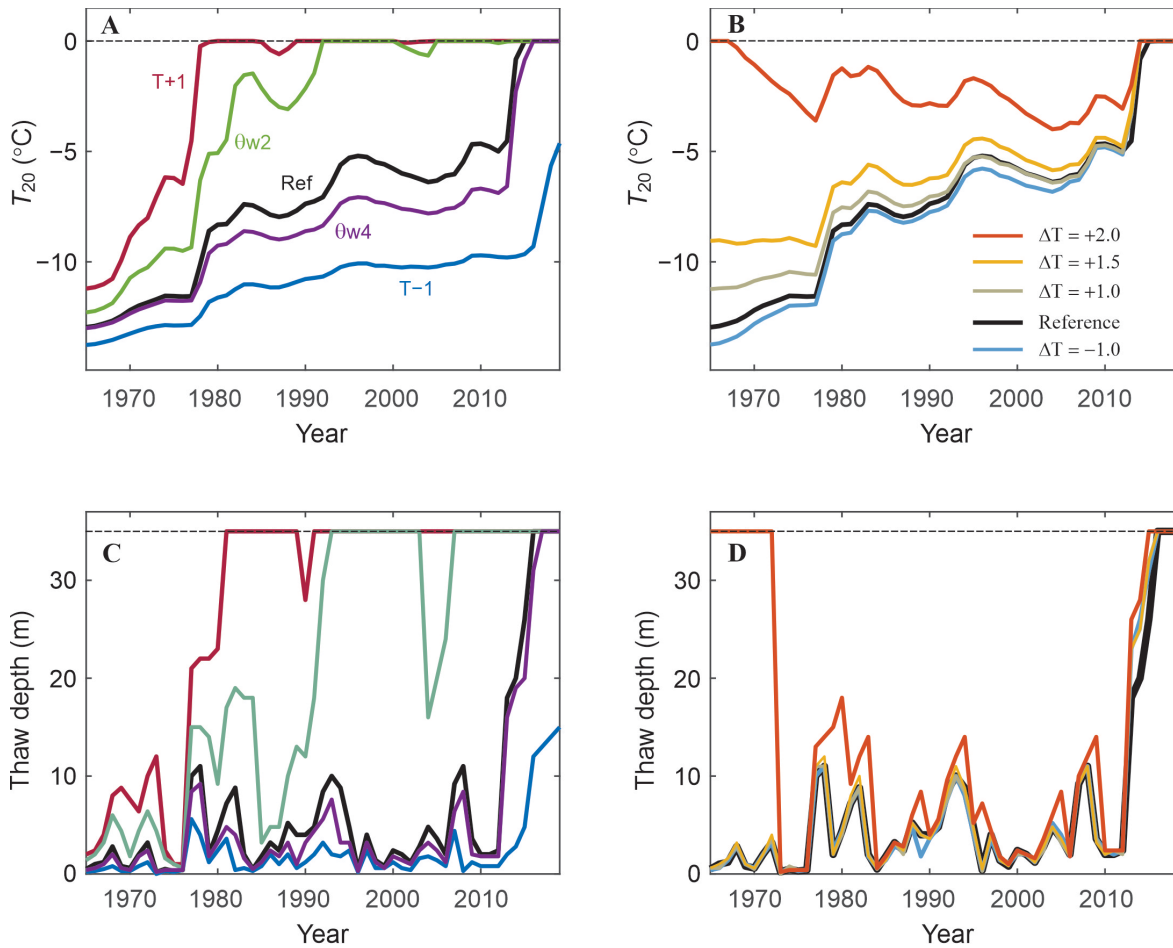 A
T+1
θw2
Ref
θw4
T−1
0
−5
−10
T20 (°C)
1970 1980 1990 2000 2010
Year
B
0
−5
−10
T20 (°C)
ΔT = +2.0
ΔT = +1.5
ΔT = +1.0
Reference
ΔT = −1.0
1970 1980 1990 2000 2010
Year
C
30
20
10
0
Thaw depth (m)
1970 1980 1990 2000 2010
Year
D
30
20
10
0
Thaw depth (m)
1970 1980 1990 2000 2010
Year